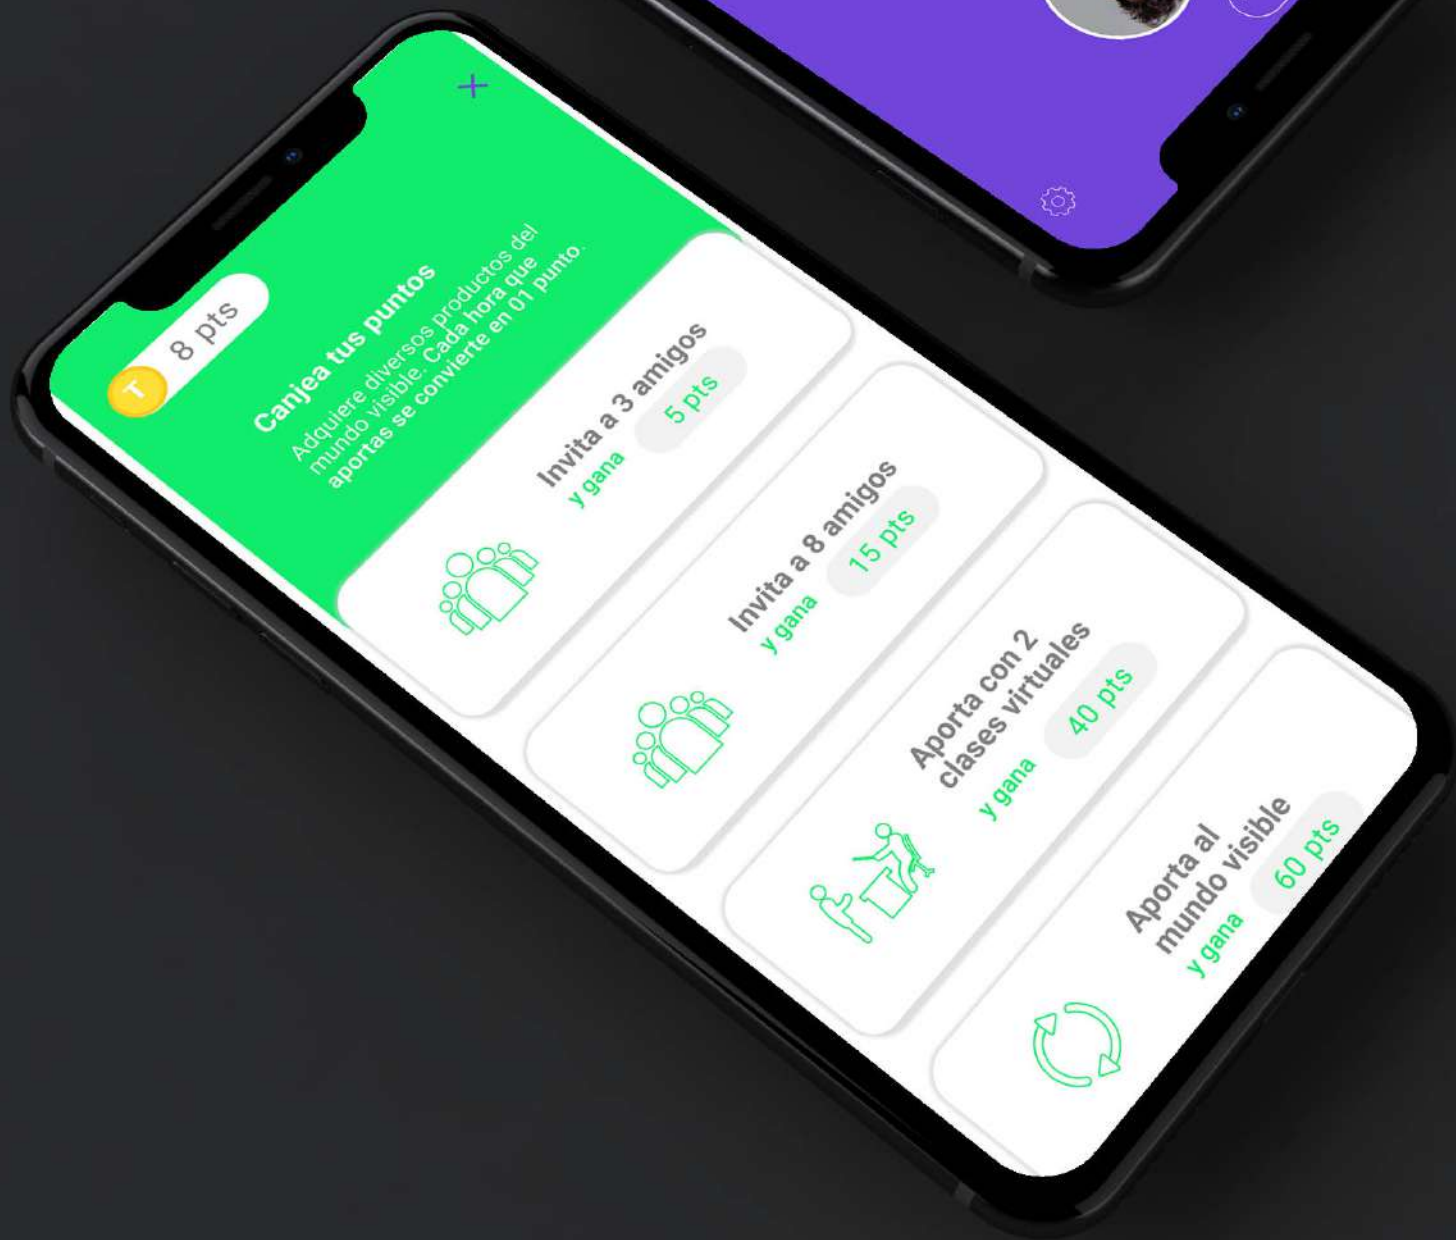 T
8 pts
Canjea tus puntos
Adquiere diversos productos del
mundo visible. Cada hora que
aportas se convierte en 01 punto.
Invita a 3 amigos
y gana 5 pts
Invita a 8 amigos
y gana 15 pts
Aporta con 2
clases virtuales
y gana 40 pts
Aporta al
mundo visible
y gana 60 pts